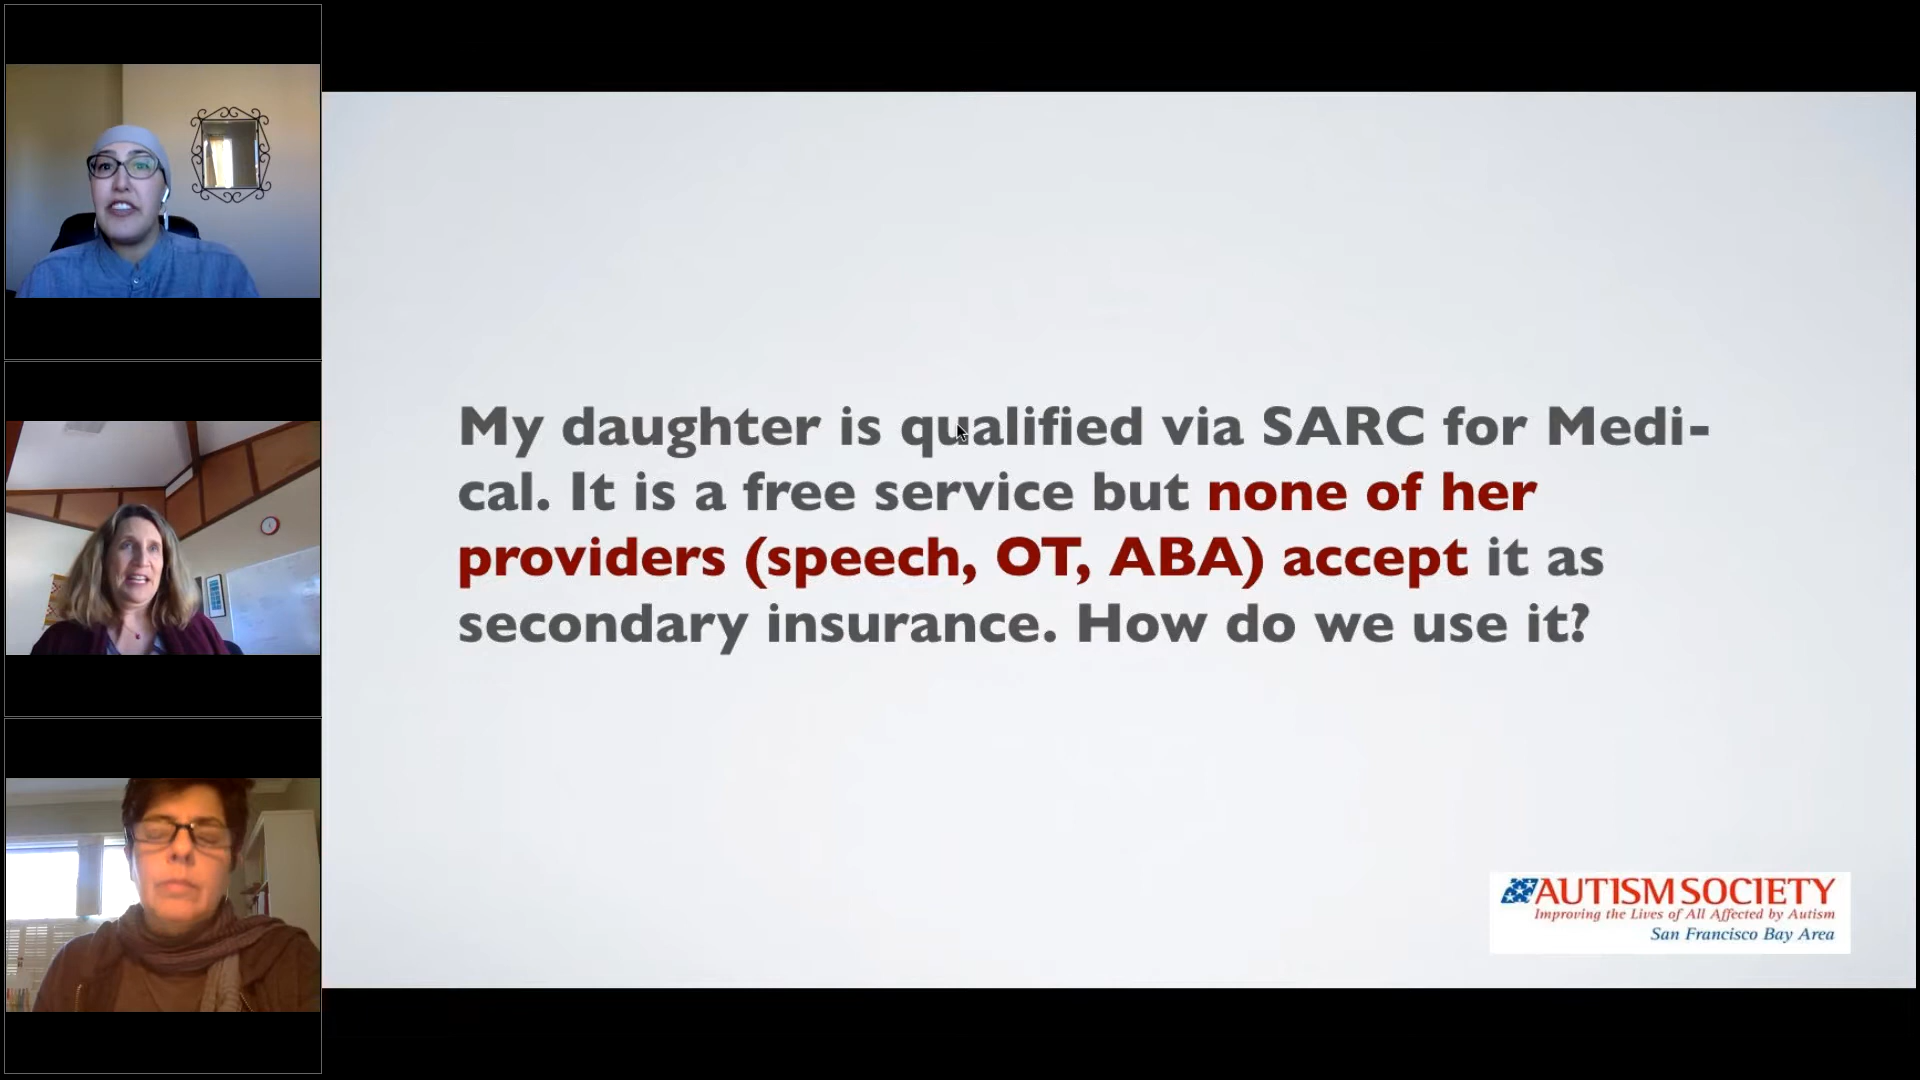 My daughter is qualified via SARC for Medi-
cal. It is a free service but none of her
providers (speech, OT, ABA) accept it as
secondary insurance. How do we use it?
AUTISM SOCIETY
Improving the Lives of All Affected by Autism
San Francisco Bay Area